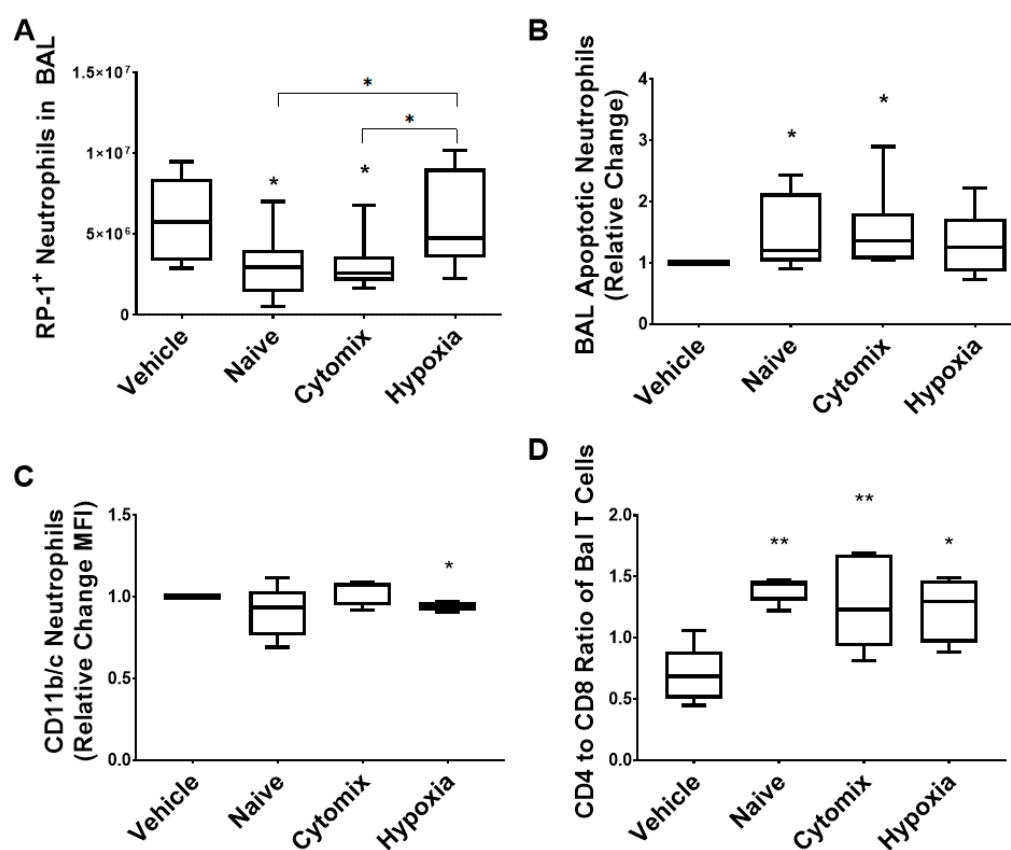 A
RP-1⁺ Neutrophils in BAL
1.5×10⁷
1×10⁷
5×10⁶
0
*
*
*
*
Vehicle
Naive
Cytomix
Hypoxia
B
BAL Apoptotic Neutrophils
(Relative Change)
4
3
2
1
0
*
*
Vehicle
Naive
Cytomix
Hypoxia
C
CD11b/c Neutrophils
(Relative Change MFI)
1.5
1.0
0.5
0.0
*
Vehicle
Naive
Cytomix
Hypoxia
D
CD4 to CD8 Ratio of Bal T Cells
2.0
1.5
1.0
0.5
0.0
**
**
*
Vehicle
Naive
Cytomix
Hypoxia